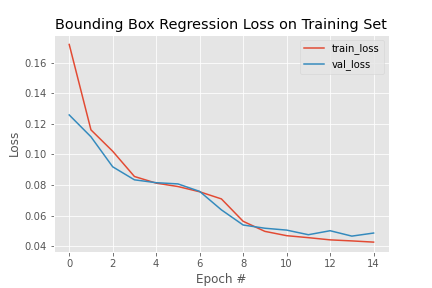 Bounding Box Regression Loss on Training Set
train_loss
val_loss
Loss
0.16
0.14
0.12
0.10
0.08
0.06
0.04
0 2 4 6 8 10 12 14
Epoch #